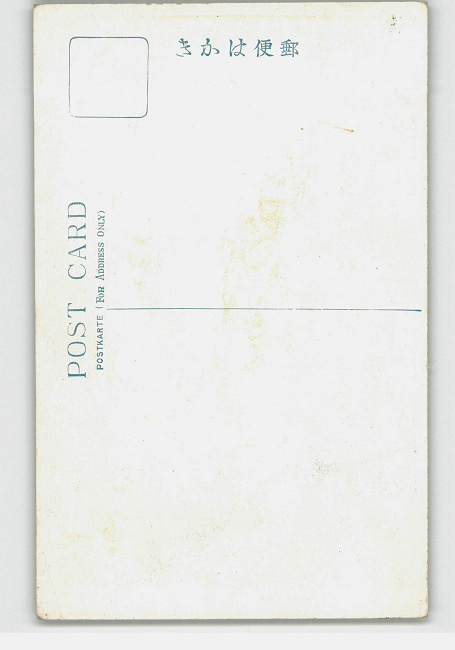 きかは便郵
POST CARD
POSTKARTE (FOR ADDRESS ONLY)